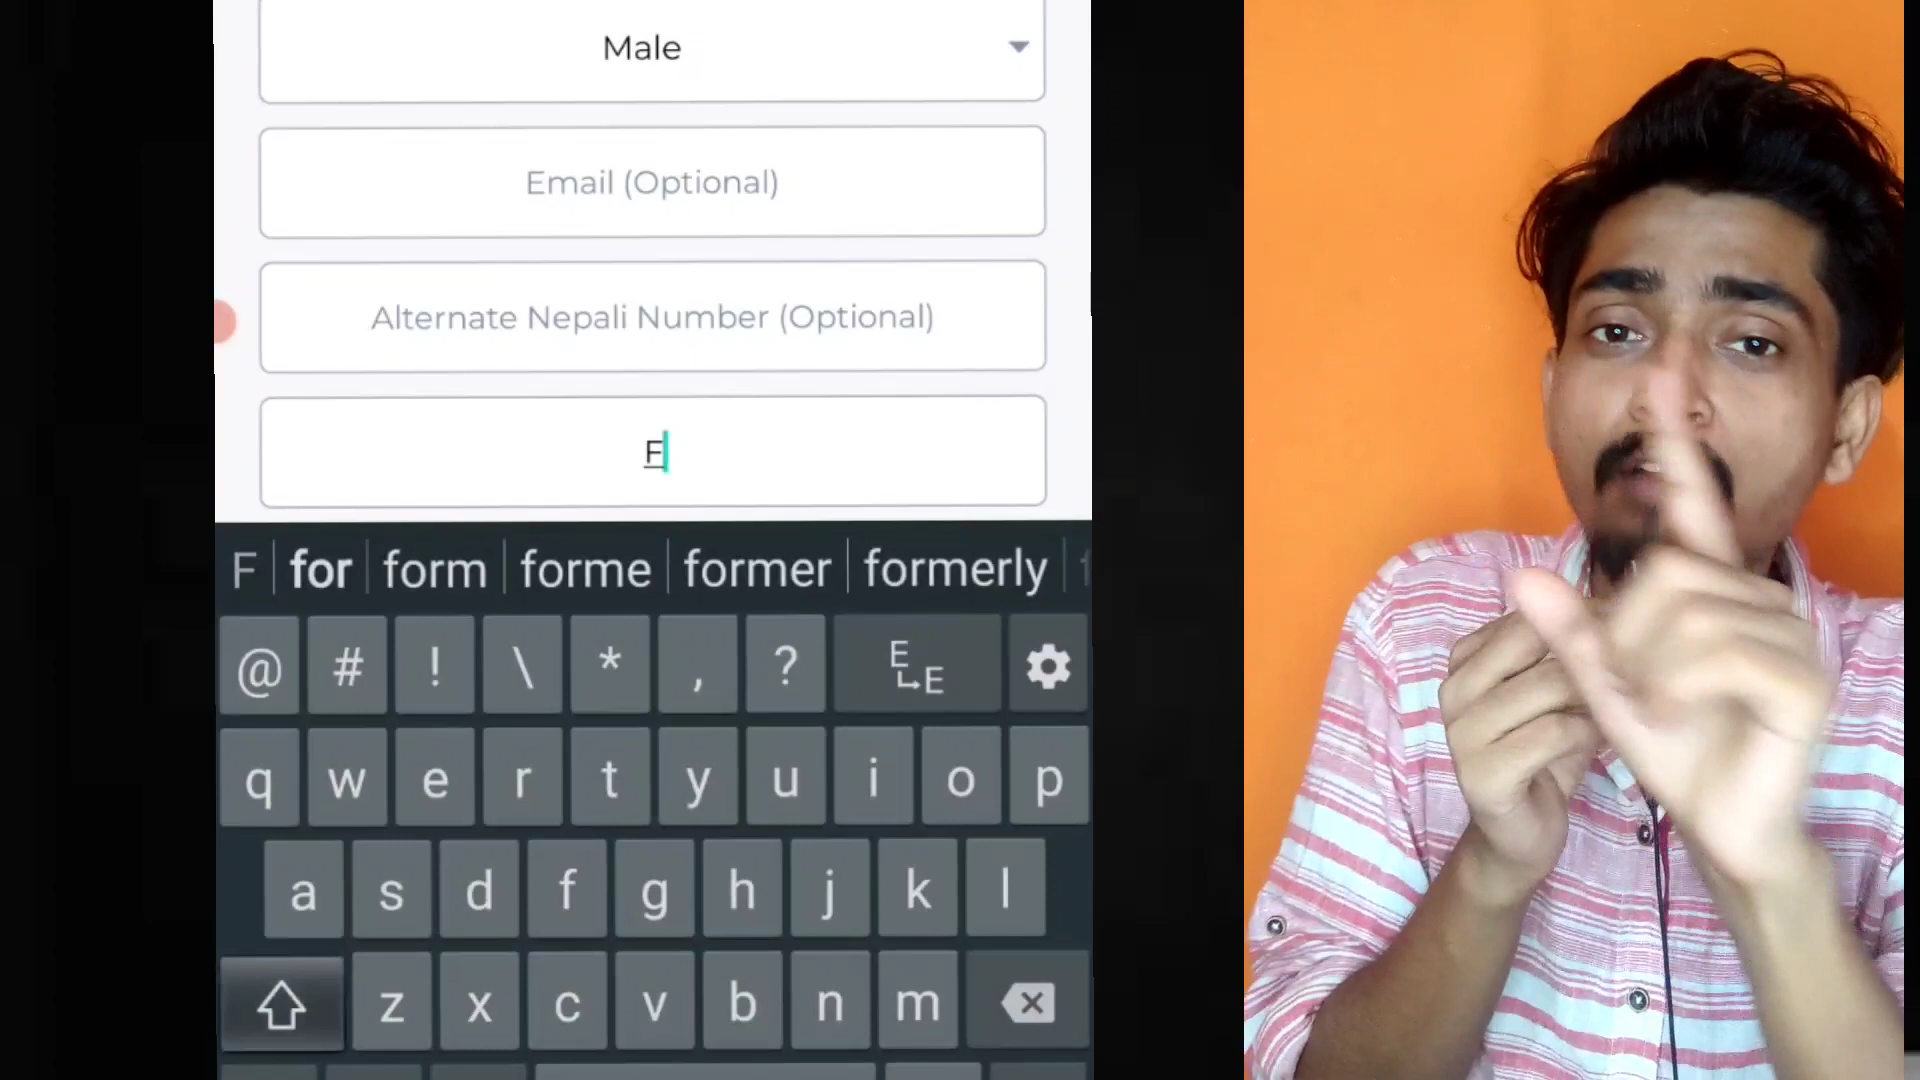 Male
Email (Optional)
Alternate Nepali Number (Optional)
F
F for form forme former formerly
@ # ! \ * , ? E E
q w e r t y u i o p
a s d f g h j k l
z x c v b n m